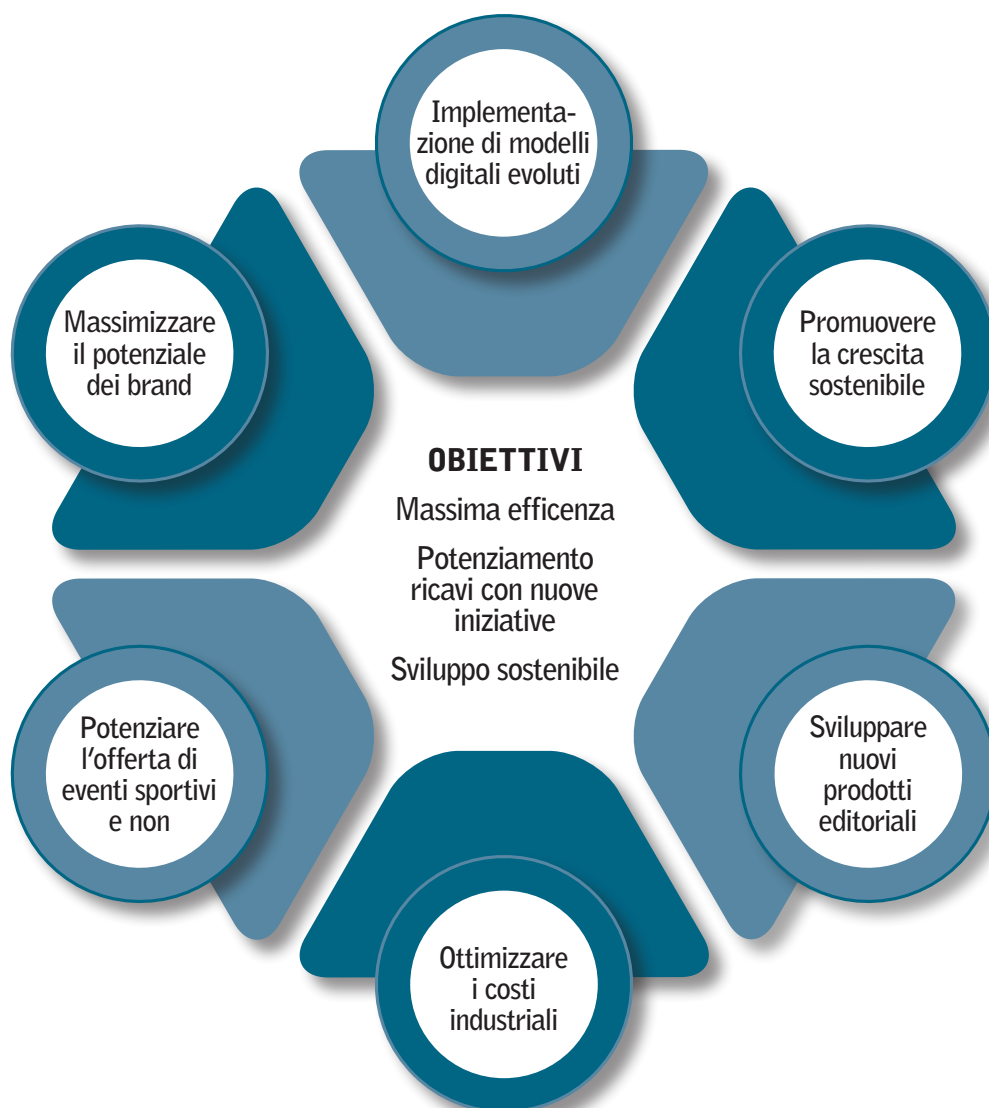 Implementa-
zione di modelli
digitali evoluti
Massimizzare
il potenziale
dei brand
Promuovere
la crescita
sostenibile
OBIETTIVI
Massima efficenza
Potenziamento
ricavi con nuove
iniziative
Sviluppo sostenibile
Potenziare
l'offerta di
eventi sportivi
e non
Sviluppare
nuovi
prodotti
editoriali
Ottimizzare
i costi
industriali